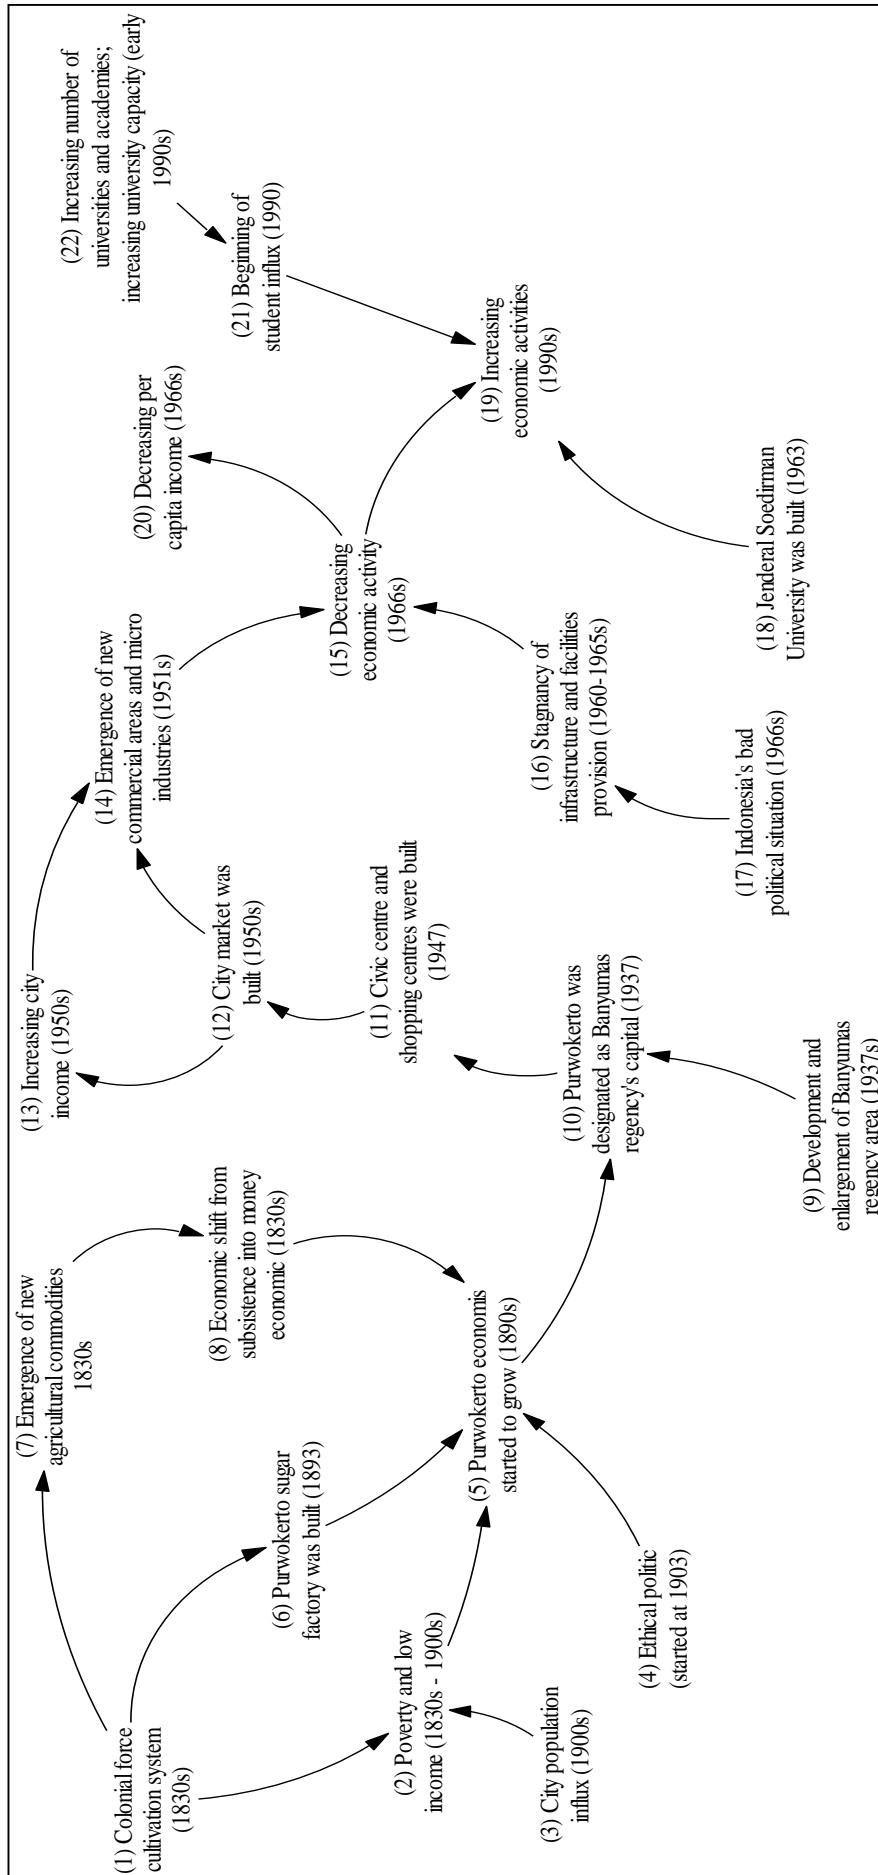 (1) Colonial force
cultivation system
(1830s)
(2) Poverty and low
income (1830s - 1900s)
(3) City population
influx (1900s)
(4) Ethical politic
(started at 1903)
(5) Purwokerto economis
started to grow (1890s)
(6) Purwokerto sugar
factory was built (1893)
(7) Emergence of new
agricultural commodities
1830s
(8) Economic shift from
subsistence into money
economic (1830s)
(9) Development and
enlargement of Banyumas
regency area (1937s)
(10) Purwokerto was
designated as Banyumas
regency's capital (1937)
(11) Civic centre and
shopping centres were built
(1947)
(12) City market was
built (1950s)
(13) Increasing city
income (1950s)
(14) Emergence of new
commercial areas and micro
industries (1951s)
(15) Decreasing
economic activity
(1966s)
(16) Stagnancy of
infrastructure and facilities
provision (1960-1965s)
(17) Indonesia's bad
political situation (1966s)
(18) Jenderal Soedirman
University was built (1963)
(19) Increasing
economic activities
(1990s)
(20) Decreasing per
capita income (1966s)
(21) Beginning of
student influx (1990)
(22) Increasing number of
universities and academies;
increasing university capacity (early
1990s)